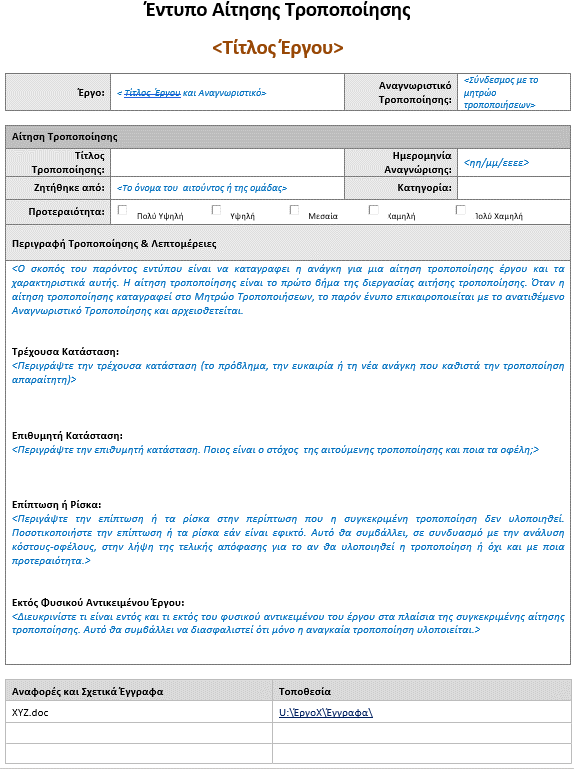 Έντυπο Αίτησης Τροποποίησης
<Τίτλος Έργου>
Έργο: < Τίτλος Έργου και Αναγνωριστικό> Αναγνωριστικό Τροποποίησης: <Σύνδεσμος με το μητρώο τροποποιήσεων>
Αίτηση Τροποποίησης
Τίτλος Τροποποίησης: Ημερομηνία Αναγνώρισης: <ηη/μμ/εεεε>
Ζητήθηκε από: <Το όνομα του αιτούντος ή της ομάδας> Κατηγορία:
Προτεραιότητα: Πολύ Υψηλή Υψηλή Μεσαία Χαμηλή Πολύ Χαμηλή
Περιγραφή Τροποποίησης & Λεπτομέρειες
<Ο σκοπός του παρόντος εντύπου είναι να καταγραφει η ανάγκη για μια αίτηση τροποποίησης έργου και τα
χαρακτηριστικά αυτής. Η αίτηση τροποποίησης είναι το πρώτο βήμα της διεργασίας αιτήσης τροποποίησης. Όταν η
αίτηση τροποποίησης καταγραφεί στο Μητρώο Τροποιήσεων, το παρόν ένυπο επικαιροποιείται με το ανατιθέμενο
Αναγνωριστικό Τροποποίησης και αρχειοθετείται.
Τρέχουσα Κατάσταση:
<Περιγράψτε την τρέχουσα κατάσταση (το πρόβλημα, την ευκαιρία ή τη νέα ανάγκη που καθιστά την τροποποίηση
απαραίτητη)>
Επιθυμητή Κατάσταση:
<Περιγράψτε την επιθυμητή κατάσταση. Ποιος είναι ο στόχος της αιτούμενης τροποποίησης και ποια τα οφέλη;>
Επίπτωση ή Ρίσκα:
<Περιγάψτε την επίπτωση ή τα ρίσκα στην περίπτωση που η συγκεκριμένη τροποποίηση δεν υλοποιηθεί.
Ποσοτικοποιήστε την επίπτωση ή τα ρίσκα εάν είναι εφικτό. Αυτό θα συμβάλλει, σε συνδυασμό με την ανάλυση
κόστους-οφέλους, στην λήψη της τελικής απόφασης για το αν θα υλοποιηθεί η τροποποίηση ή όχι και με ποια
προτεραιότητα.>
Εκτός Φυσικού Αντικειμένου Έργου:
<Διευκρινίστε τι είναι εντός και τι εκτός του φυσικού αντικειμένου του έργου στα πλαίσια της συγκεκριμένης αίτησης
τροποποίησης. Αυτό θα συμβάλλει να διασφαλιστεί ότι μόνο η αναγκαία τροποποίηση υλοποιείται.>
Αναφορές και Σχετικά Έγγραφα Τοποθεσία
XYZ.doc U:\ΈργοX\Έγγραφα\